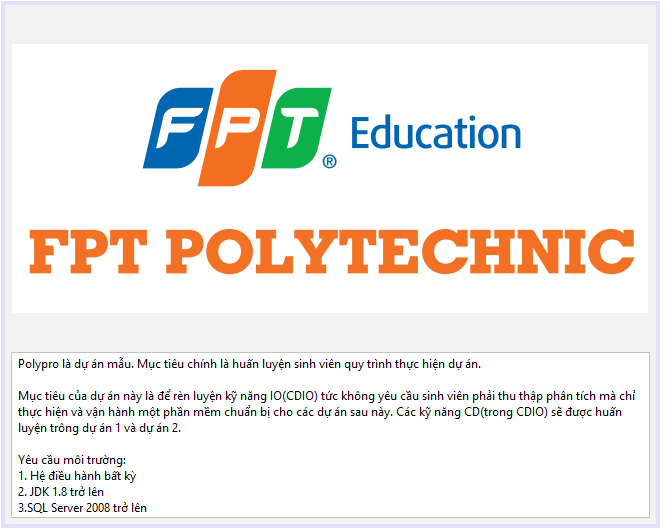 FPT Education
®
FPT POLYTECHNIC
Polypro là dự án mẫu. Mục tiêu chính là huấn luyện sinh viên quy trình thực hiện dự án.
Mục tiêu của dự án này là để rèn luyện kỹ năng IO(CDIO) tức không yêu cầu sinh viên phải thu thập phân tích mà chỉ
thực hiện và vận hành một phần mềm chuẩn bị cho các dự án sau này. Các kỹ năng CD(trong CDIO) sẽ được huấn
luyện trông dự án 1 và dự án 2.
Yêu cầu môi trường:
1. Hệ điều hành bất kỳ
2. JDK 1.8 trở lên
3.SQL Server 2008 trở lên